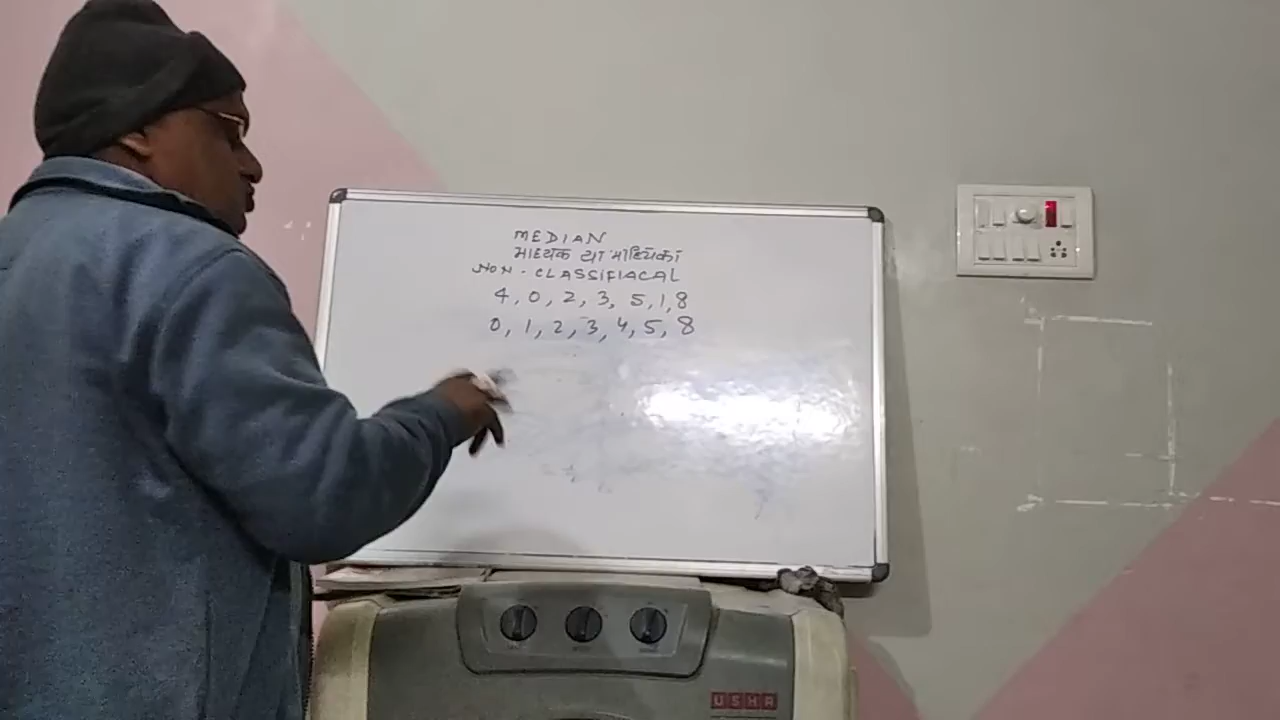 MEDIAN
माध्यक या माध्यिका
NON - CLASSIFIACAL
4, 0, 2, 3, 5, 1, 8
0, 1, 2, 3, 4, 5, 8
USHA